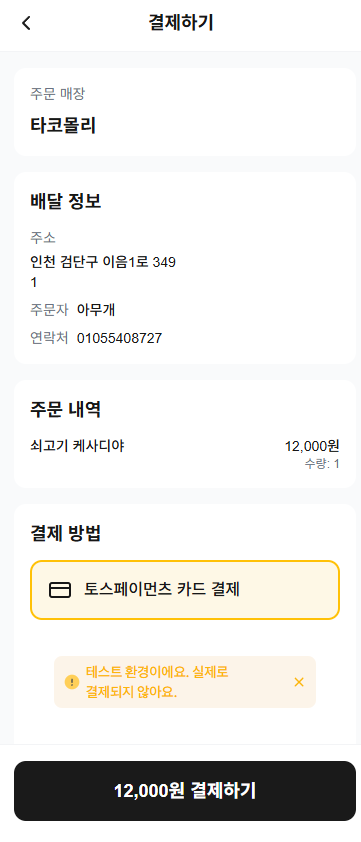 결제하기
주문 매장
타코몰리
배달 정보
주소
인천 검단구 이음1로 349
1
주문자 아무개
연락처 01055408727
주문 내역
쇠고기 케사디야 12,000원
수량: 1
결제 방법
토스페이먼츠 카드 결제
테스트 환경이에요. 실제로
결제되지 않아요.
12,000원 결제하기